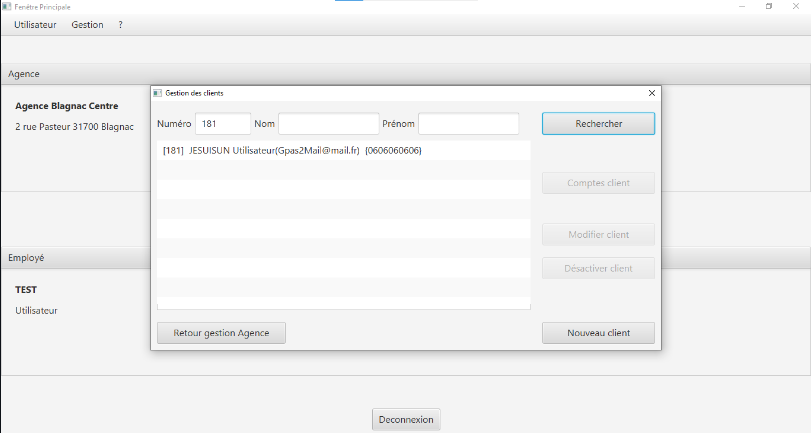 Fenêtre Principale
Utilisateur Gestion ?
Agence
Agence Blagnac Centre
2 rue Pasteur 31700 Blagnac
Gestion des clients
Numéro 181 Nom Prénom Rechercher
[181] JESUISUN Utilisateur(Gpas2Mail@mail.fr) {0606060606}
Comptes client
Modifier client
Désactiver client
Retour gestion Agence Nouveau client
Employé
TEST
Utilisateur
Deconnexion